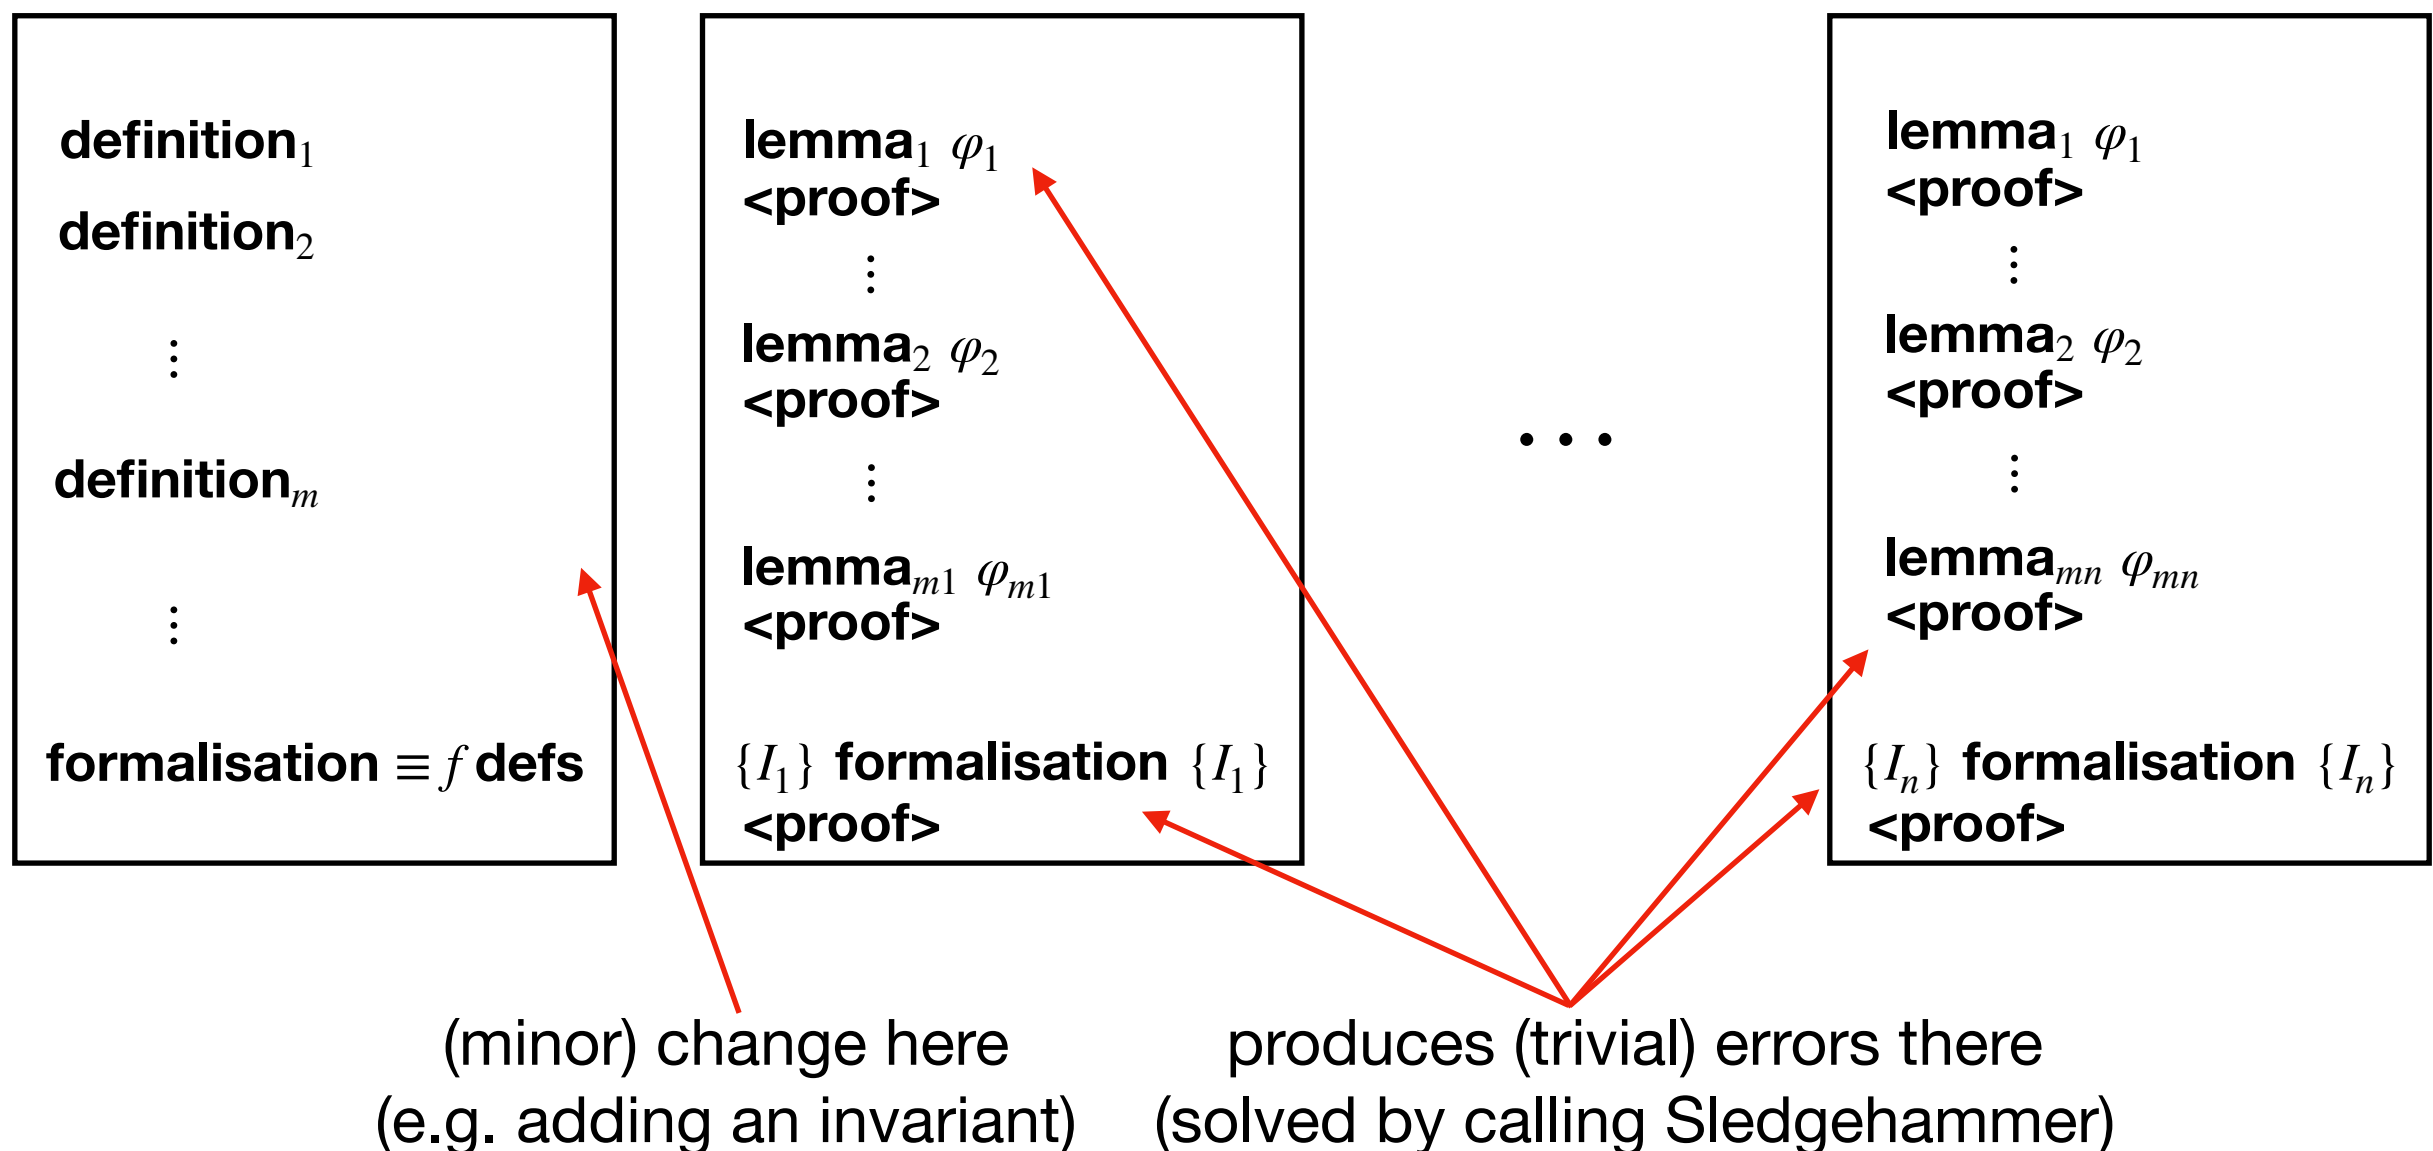 definition₁
definition₂
⋮
definitionₘ
⋮
formalisation ≡ f defs
lemma₁ φ₁
<proof>
⋮
lemma₂ φ₂
<proof>
⋮
lemmaₘ₁ φₘ₁
<proof>
{I₁} formalisation {I₁}
<proof>
...
lemma₁ φ₁
<proof>
⋮
lemma₂ φ₂
<proof>
⋮
lemmaₘₙ φₘₙ
<proof>
{Iₙ} formalisation {Iₙ}
<proof>
(minor) change here
(e.g. adding an invariant)
produces (trivial) errors there
(solved by calling Sledgehammer)